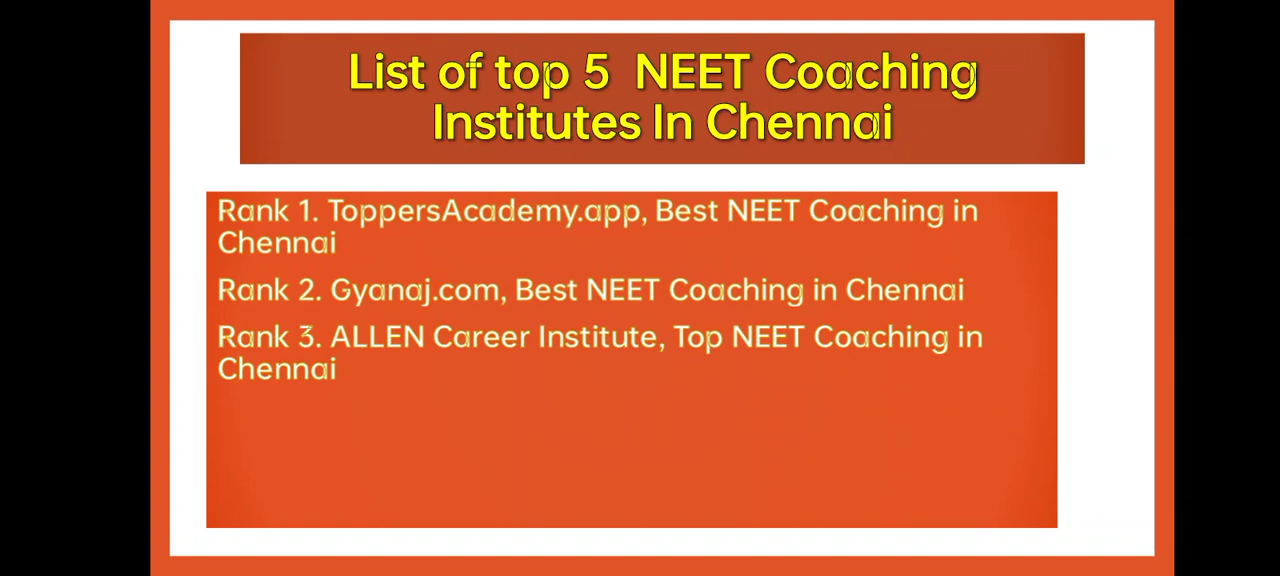 List of top 5 NEET Coaching
Institutes In Chennai
Rank 1. ToppersAcademy.app, Best NEET Coaching in
Chennai
Rank 2. Gyanaj.com, Best NEET Coaching in Chennai
Rank 3. ALLEN Career Institute, Top NEET Coaching in
Chennai